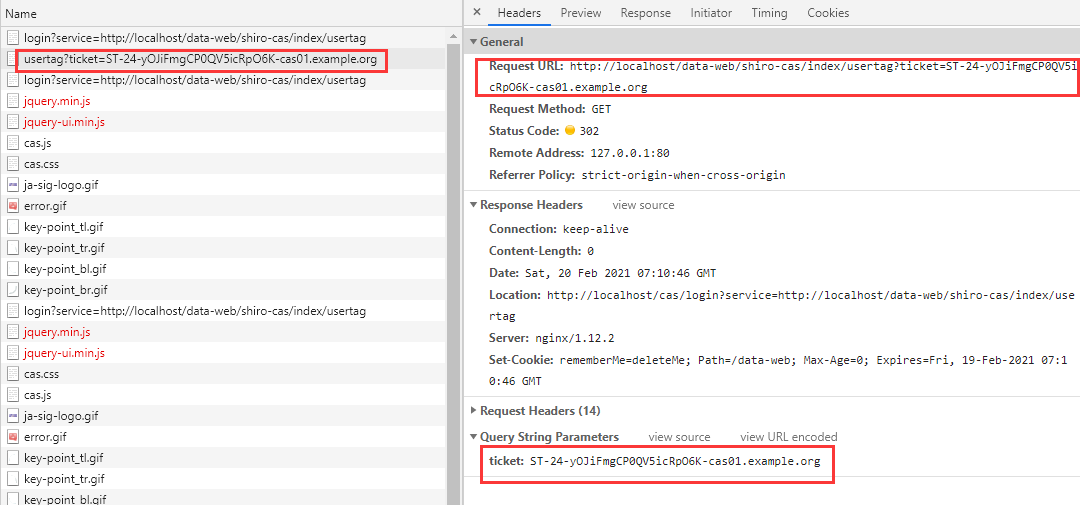 Name
login?service=http://localhost/data-web/shiro-cas/index/usertag
usertag?ticket=ST-24-yOJiFmgCP0QV5icRpO6K-cas01.example.org
login?service=http://localhost/data-web/shiro-cas/index/usertag
jquery.min.js
jquery-ui.min.js
cas.js
cas.css
ja-sig-logo.gif
error.gif
key-point_tl.gif
key-point_tr.gif
key-point_bl.gif
key-point_br.gif
login?service=http://localhost/data-web/shiro-cas/index/usertag
jquery.min.js
jquery-ui.min.js
cas.css
cas.js
ja-sig-logo.gif
error.gif
key-point_tl.gif
key-point_tr.gif
key-point_bl.gif
Headers Preview Response Initiator Timing Cookies
General
Request URL: http://localhost/data-web/shiro-cas/index/usertag?ticket=ST-24-yOJiFmgCP0QV5i
cRpO6K-cas01.example.org
Request Method: GET
Status Code: 302
Remote Address: 127.0.0.1:80
Referrer Policy: strict-origin-when-cross-origin
Response Headers view source
Connection: keep-alive
Content-Length: 0
Date: Sat, 20 Feb 2021 07:10:46 GMT
Location: http://localhost/cas/login?service=http://localhost/data-web/shiro-cas/index/use
rtag
Server: nginx/1.12.2
Set-Cookie: rememberMe=deleteMe; Path=/data-web; Max-Age=0; Expires=Fri, 19-Feb-2021 07:1
0:46 GMT
Request Headers (14)
Query String Parameters view source view URL encoded
ticket: ST-24-yOJiFmgCP0QV5icRpO6K-cas01.example.org